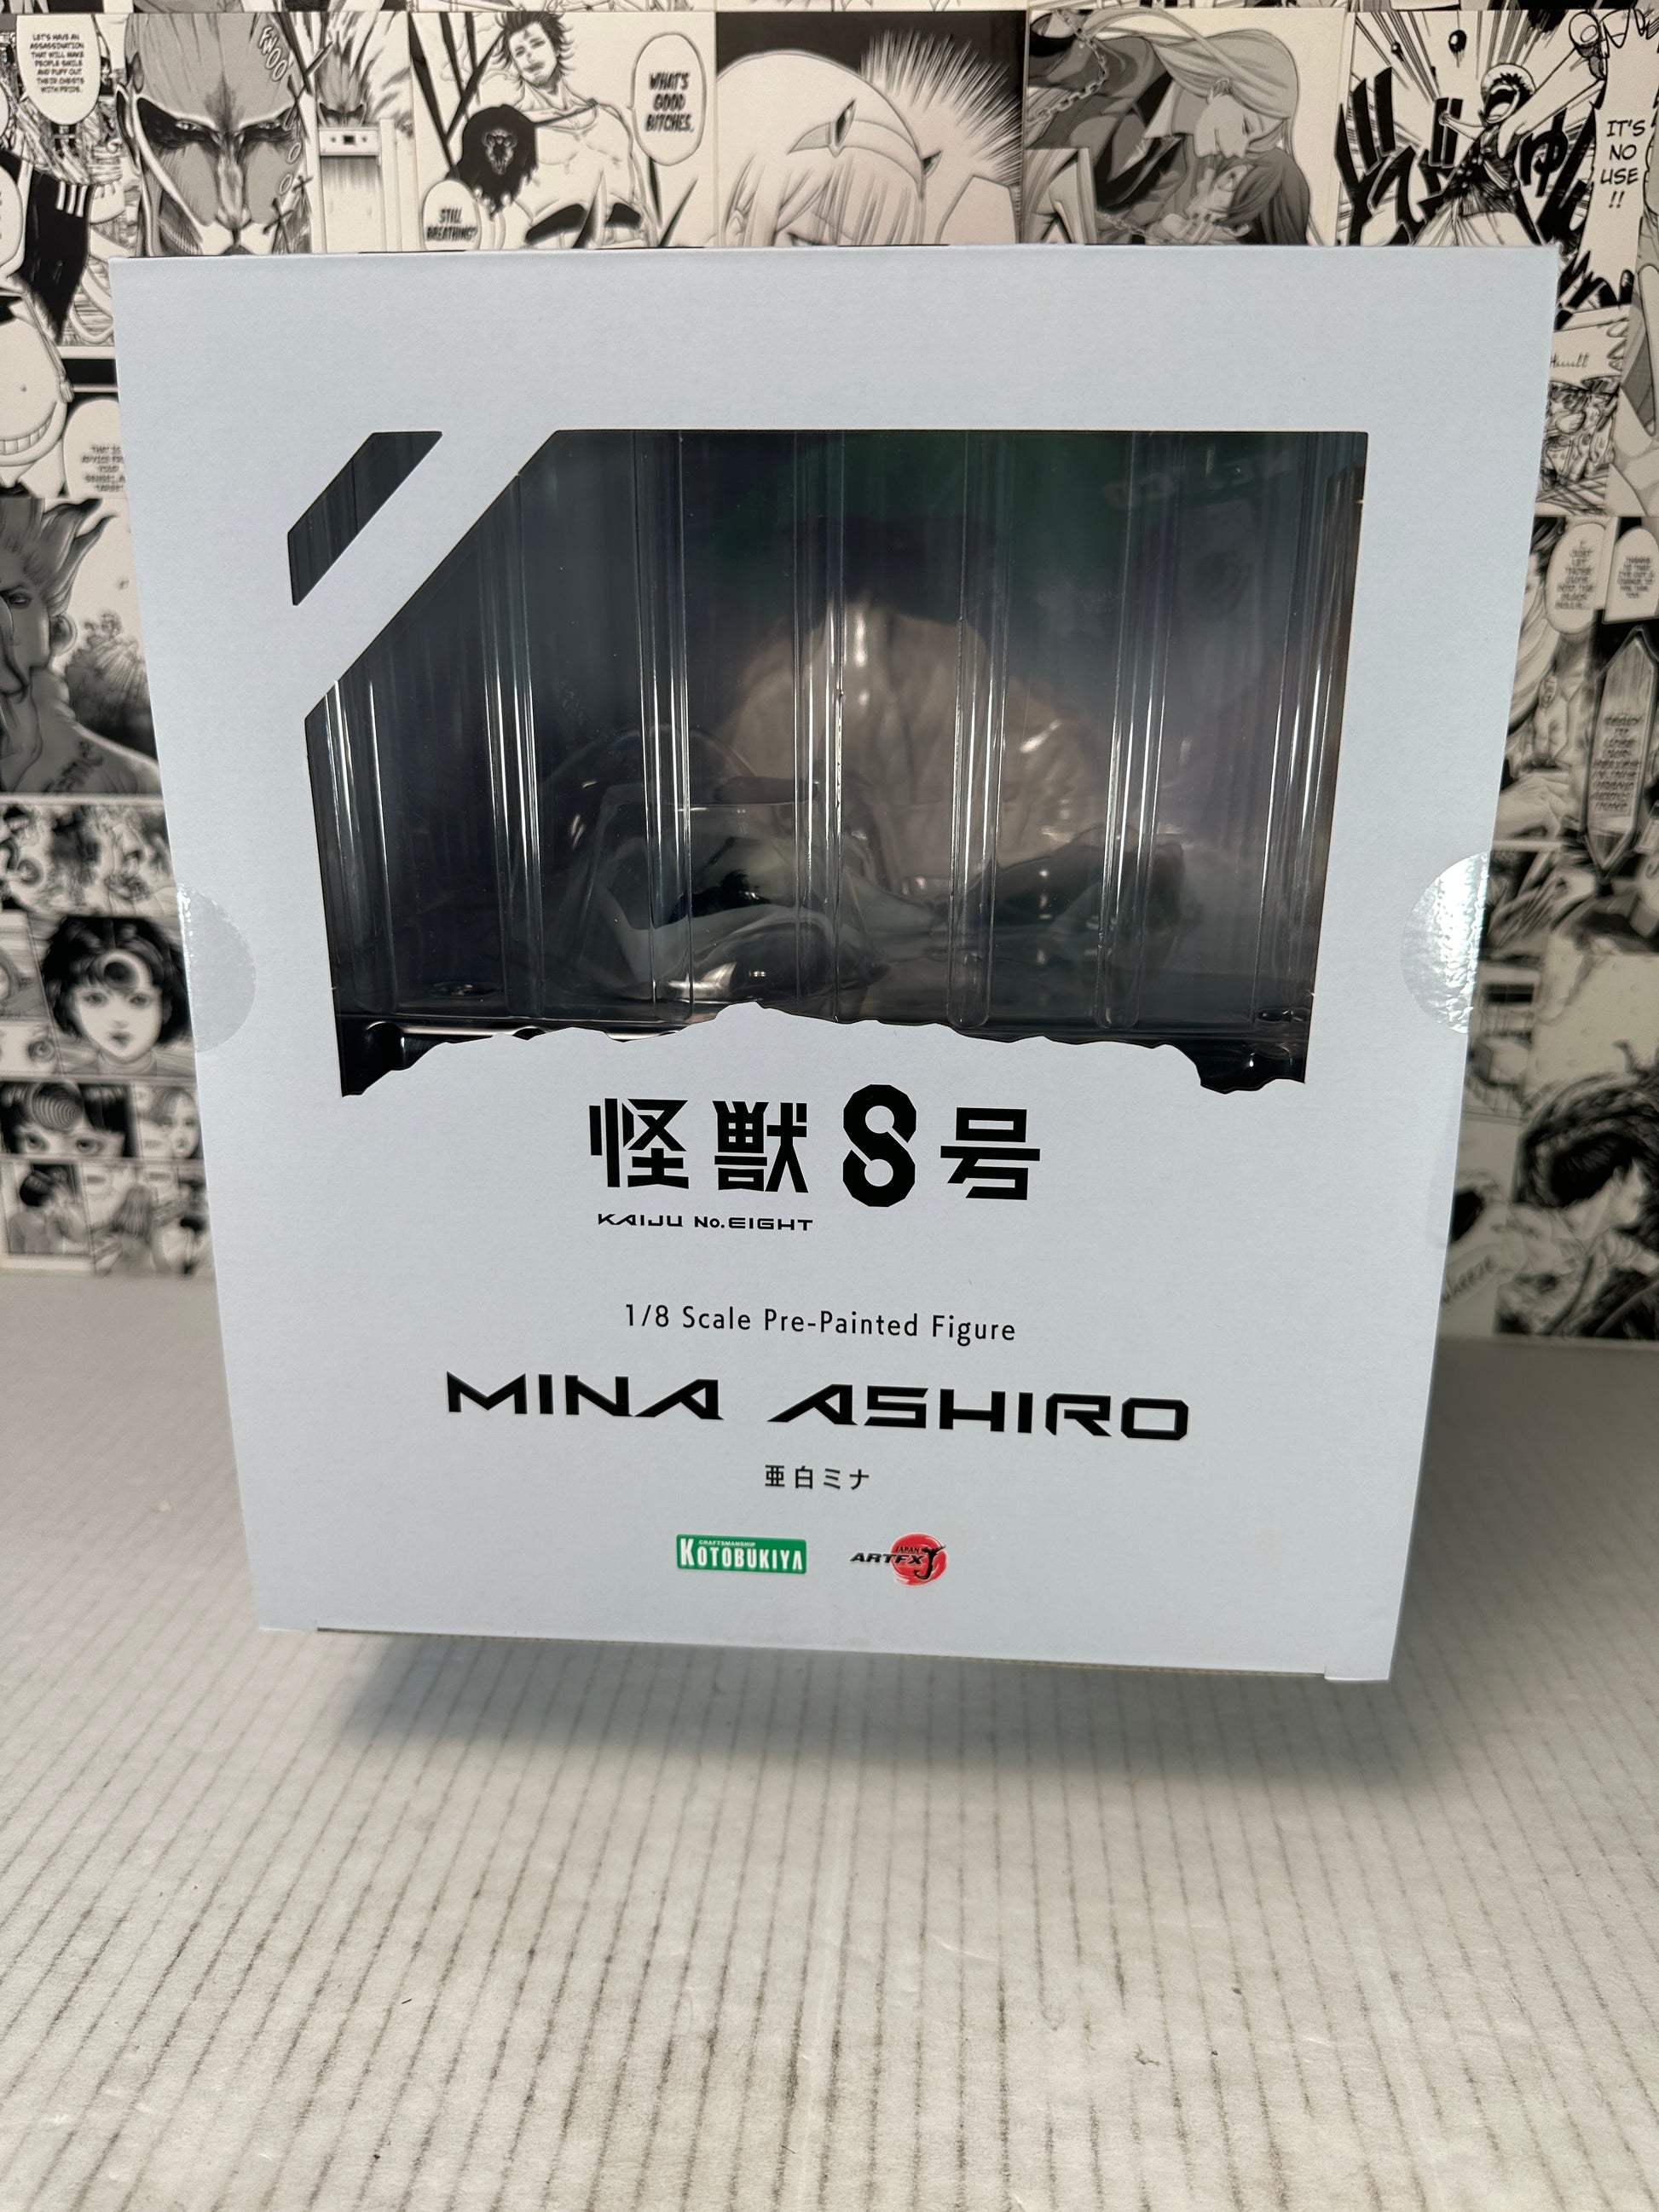 LET'S HAVE AN
ASSASSINATION
THAT WILL MAKE
PEOPLE SMILE
AND PUFF OUT
THEIR CHESTS
WITH PRIDE.
WHAT'S
GOOD
BITCHES.
STILL
BREATHING?
IT'S
NO
USE
!!
怪獣8号
KAIJU No.EIGHT
1/8 Scale Pre-Painted Figure
MINA ASHIRO
亜白ミナ
CRAFTSMANSHIP
KOTOBUKIYA
JAPAN
ARTFX J